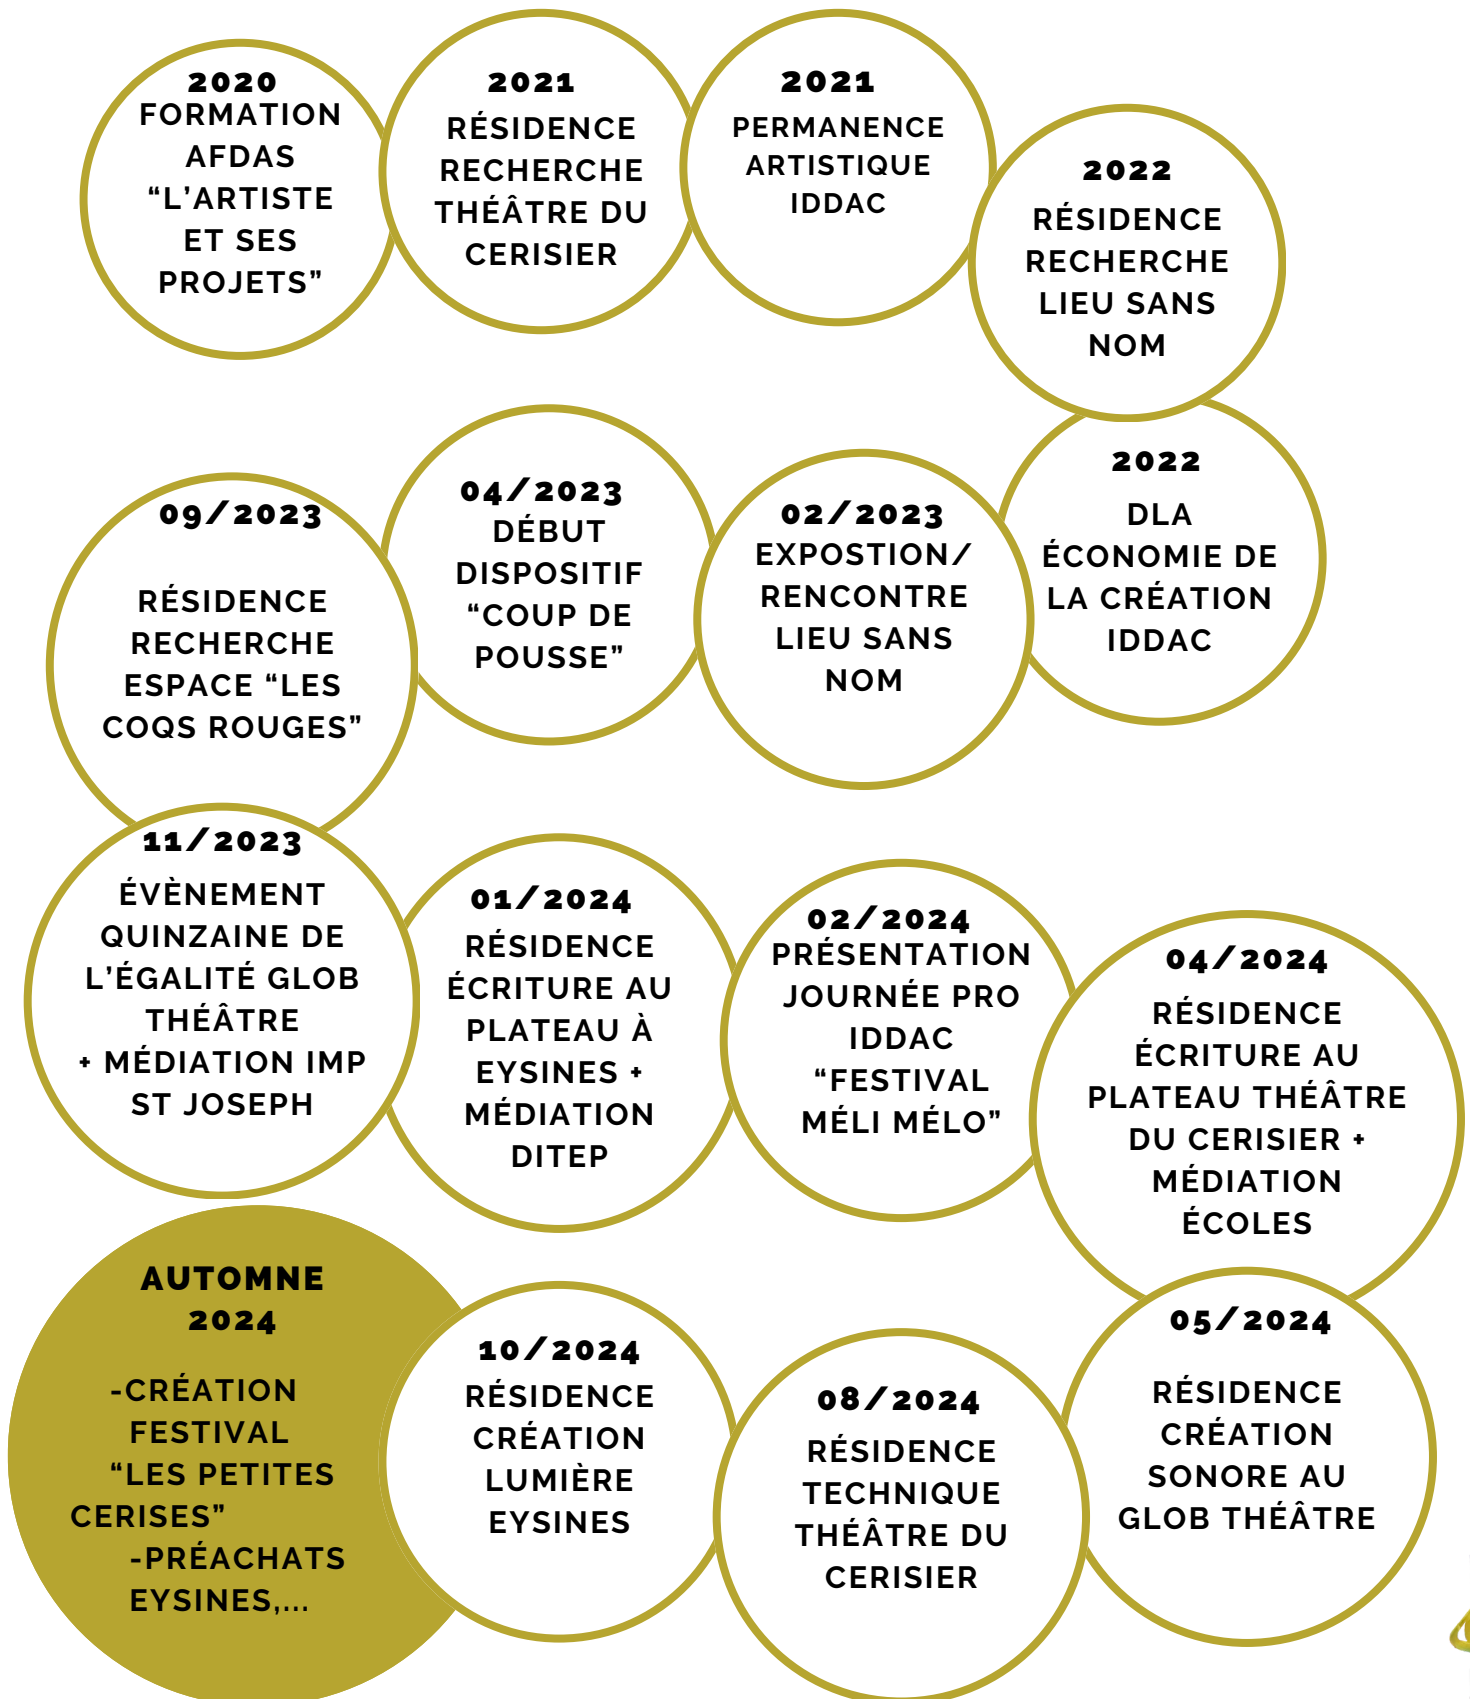 2020
FORMATION
AFDAS
“L’ARTISTE
ET SES
PROJETS”
2021
RÉSIDENCE
RECHERCHE
THÉÂTRE DU
CERISIER
2021
PERMANENCE
ARTISTIQUE
IDDAC
2022
RÉSIDENCE
RECHERCHE
LIEU SANS
NOM
2022
DLA
ÉCONOMIE DE
LA CRÉATION
IDDAC
02/2023
EXPOSTION/
RENCONTRE
LIEU SANS
NOM
04/2023
DÉBUT
DISPOSITIF
“COUP DE
POUSSE”
09/2023
RÉSIDENCE
RECHERCHE
ESPACE “LES
COQS ROUGES”
11/2023
ÉVÈNEMENT
QUINZAINE DE
L’ÉGALITÉ GLOB
THÉÂTRE
+ MÉDIATION IMP
ST JOSEPH
01/2024
RÉSIDENCE
ÉCRITURE AU
PLATEAU À
EYSINES +
MÉDIATION
DITEP
02/2024
PRÉSENTATION
JOURNÉE PRO
IDDAC
“FESTIVAL
MÉLI MÉLO”
04/2024
RÉSIDENCE
ÉCRITURE AU
PLATEAU THÉÂTRE
DU CERISIER +
MÉDIATION
ÉCOLES
05/2024
RÉSIDENCE
CRÉATION
SONORE AU
GLOB THÉÂTRE
08/2024
RÉSIDENCE
TECHNIQUE
THÉÂTRE DU
CERISIER
10/2024
RÉSIDENCE
CRÉATION
LUMIÈRE
EYSINES
AUTOMNE
2024
-CRÉATION
FESTIVAL
“LES PETITES
CERISES”
-PRÉACHATS
EYSINES,...